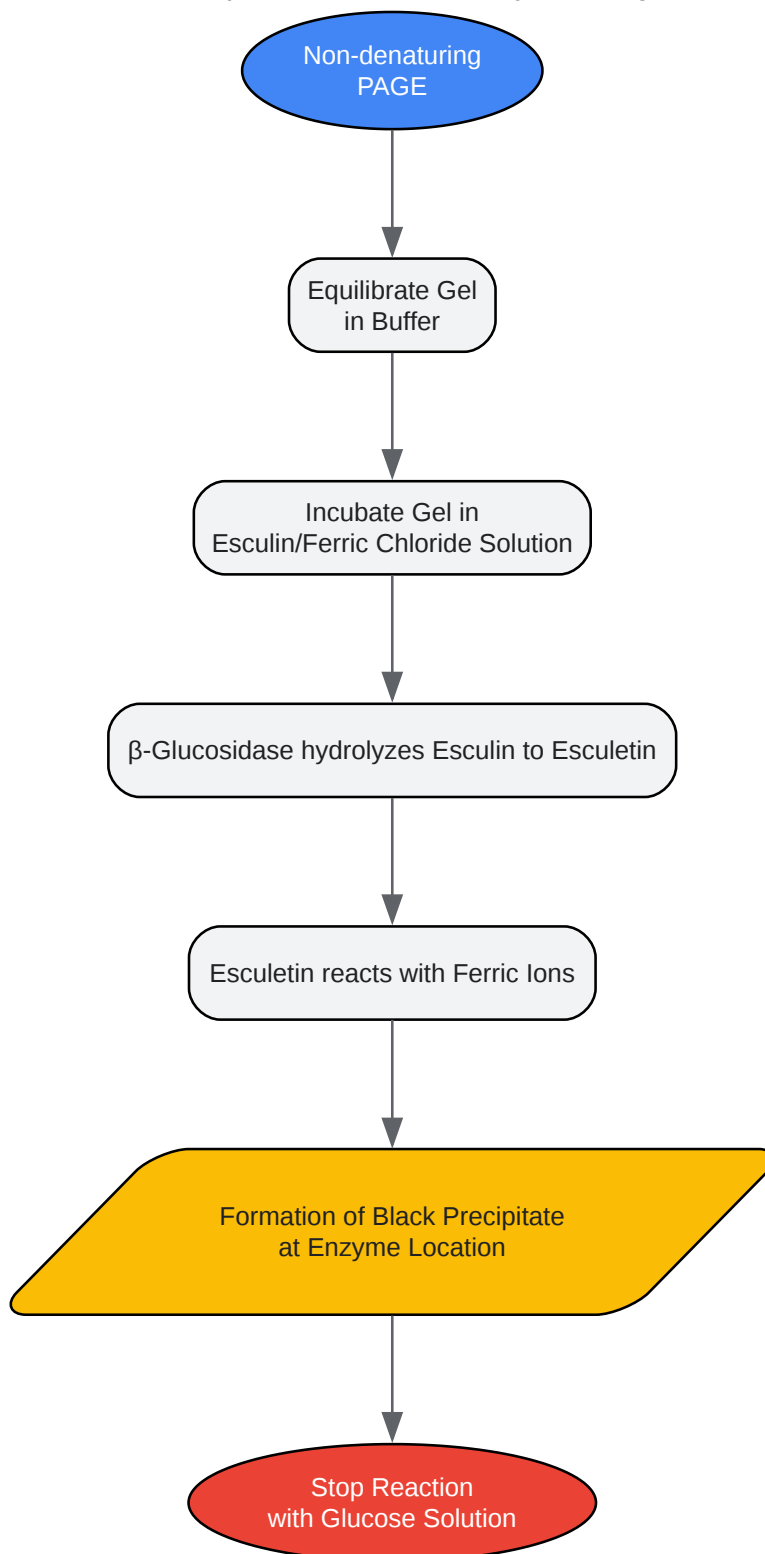 Non-denaturing
PAGE
Equilibrate Gel
in Buffer
Incubate Gel in
Esculin/Ferric Chloride Solution
β-Glucosidase hydrolyzes Esculin to Esculetin
Esculetin reacts with Ferric Ions
Formation of Black Precipitate
at Enzyme Location
Stop Reaction
with Glucose Solution